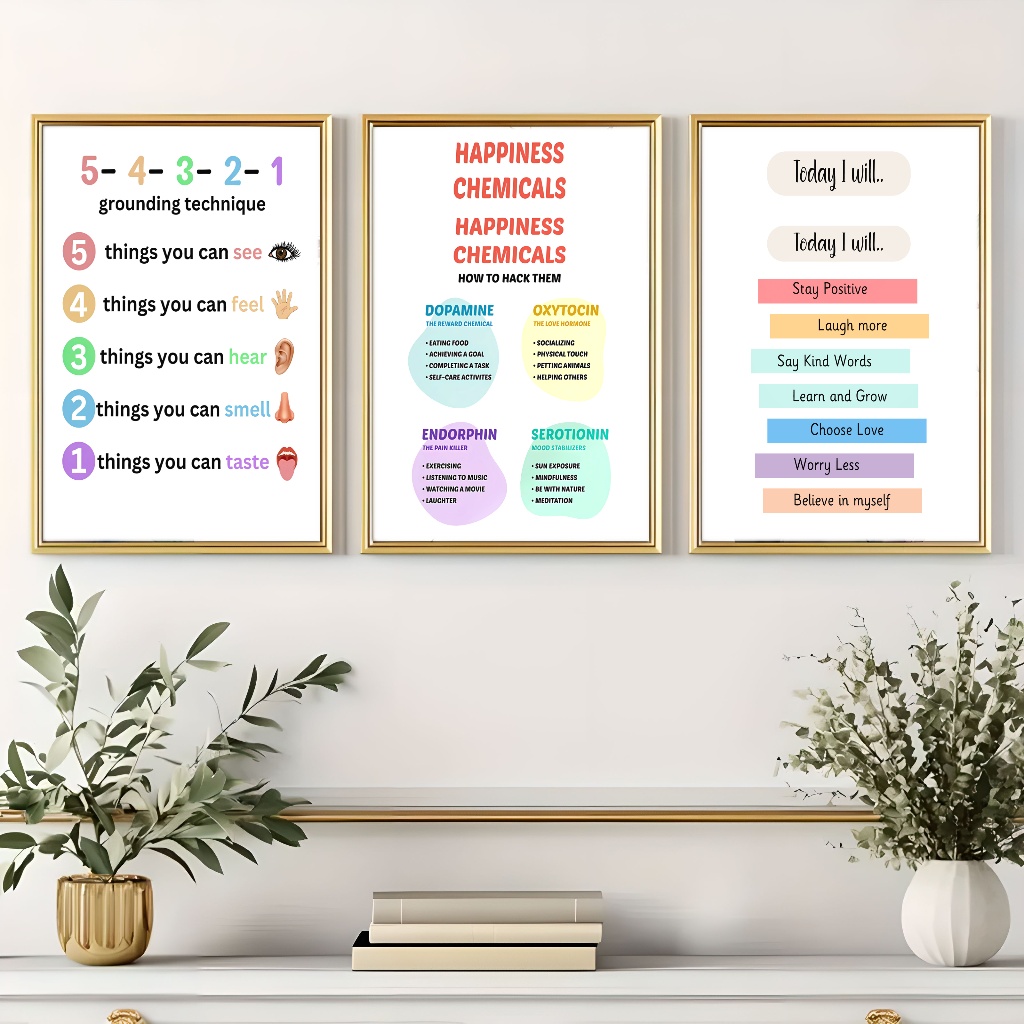 5- 4- 3- 2- 1
grounding technique
5 things you can see
4 things you can feel
3 things you can hear
2 things you can smell
1 things you can taste
HAPPINESS
CHEMICALS
HAPPINESS
CHEMICALS
HOW TO HACK THEM
DOPAMINE
THE REWARD CHEMICAL
• EATING FOOD
• ACHIEVING A GOAL
• COMPLETING A TASK
• SELF-CARE ACTIVITES
OXYTOCIN
THE LOVE HORMONE
• SOCIALIZING
• PHYSICAL TOUCH
• PETTING ANIMALS
• HELPING OTHERS
ENDORPHIN
THE PAIN KILLER
• EXERCISING
• LISTENING TO MUSIC
• WATCHING A MOVIE
• LAUGHTER
SEROTIONIN
MOOD STABILIZERS
• SUN EXPOSURE
• MINDFULNESS
• BE WITH NATURE
• MEDITATION
Today I will..
Today I will..
Stay Positive
Laugh more
Say Kind Words
Learn and Grow
Choose Love
Worry Less
Believe in myself